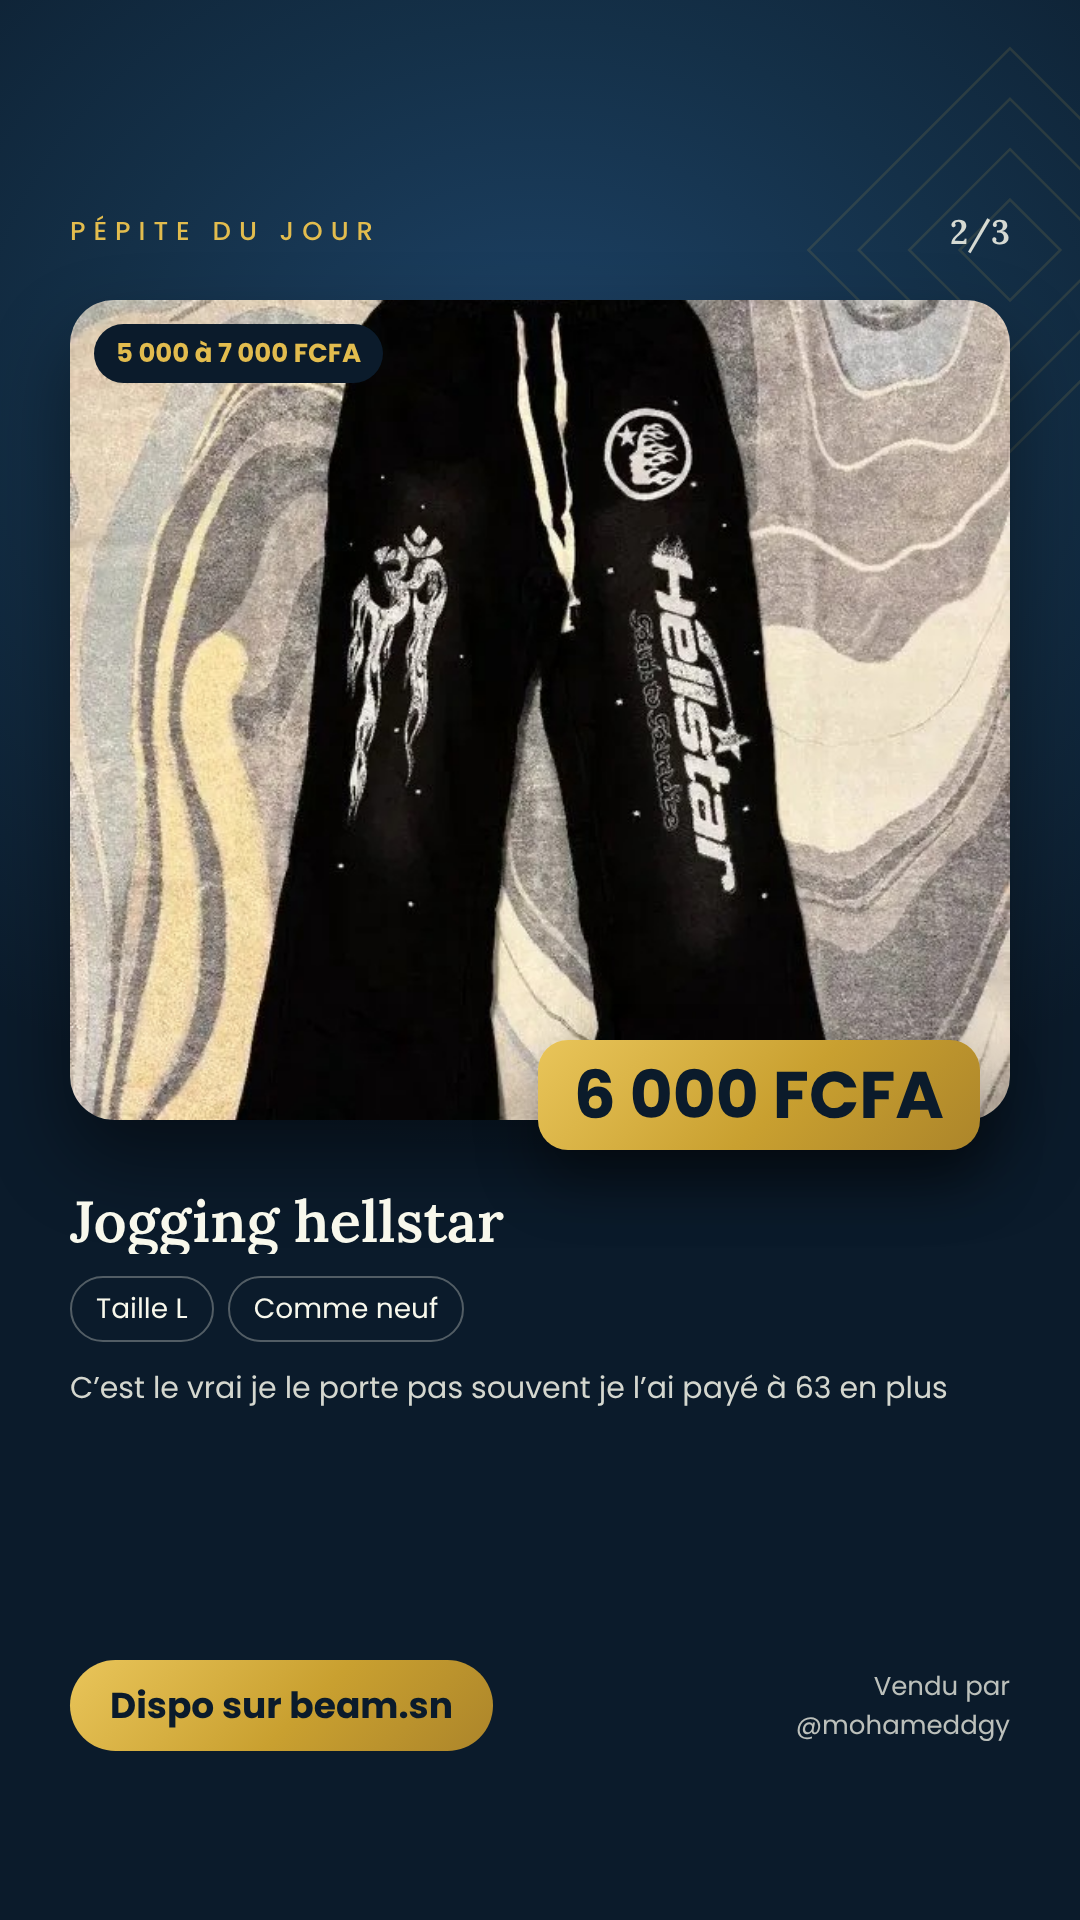 PÉPITE DU JOUR
2/3
5 000 à 7 000 FCFA
Hellstar
6 000 FCFA
Jogging hellstar
Taille L
Comme neuf
C’est le vrai je le porte pas souvent je l’ai payé à 63 en plus
Dispo sur beam.sn
Vendu par
@mohameddgy